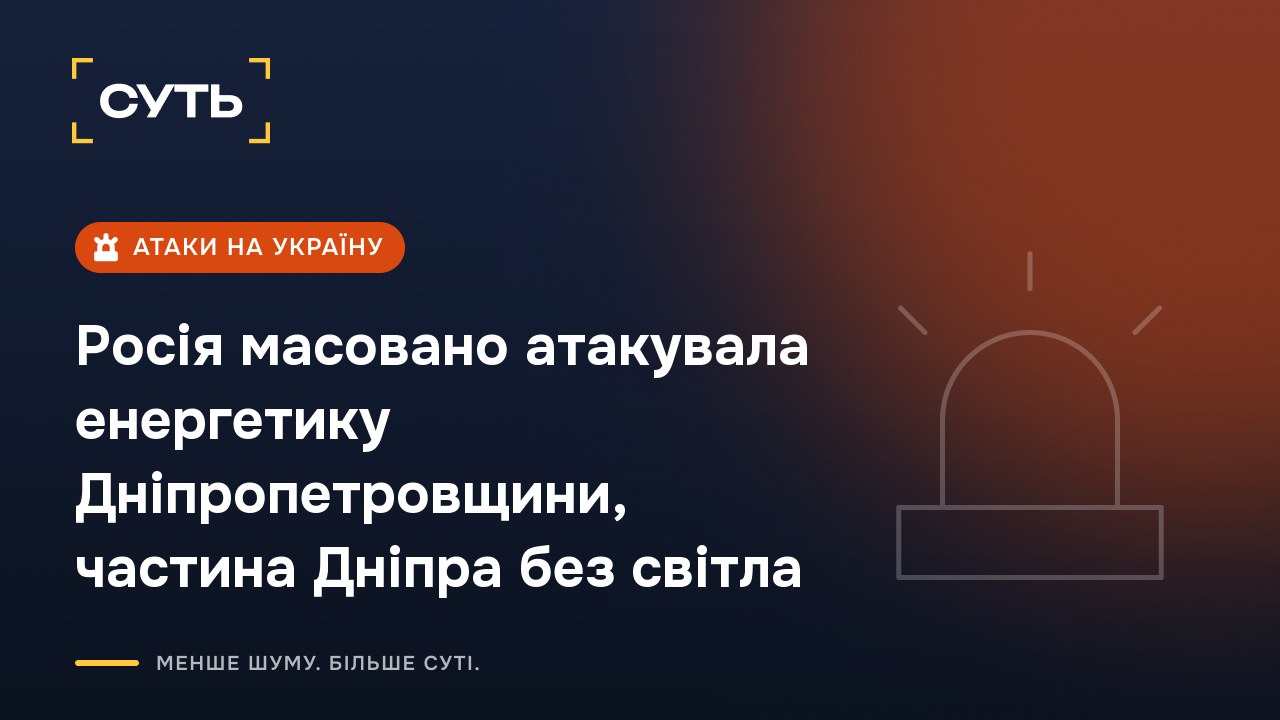 СУТЬ
АТАКИ НА УКРАЇНУ
Росія масовано атакувала
енергетику
Дніпропетровщини,
частина Дніпра без світла
МЕНШЕ ШУМУ. БІЛЬШЕ СУТІ.